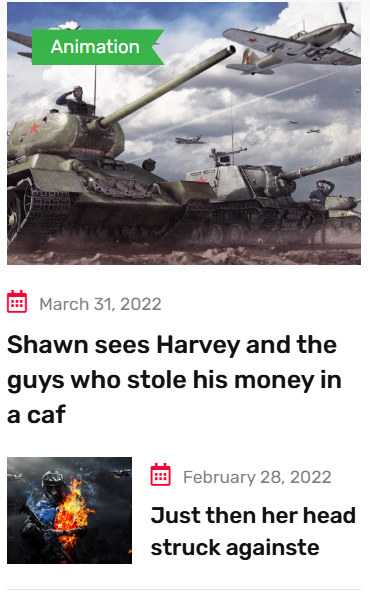 Animation
March 31, 2022
Shawn sees Harvey and the
guys who stole his money in
a caf
February 28, 2022
Just then her head
struck againste